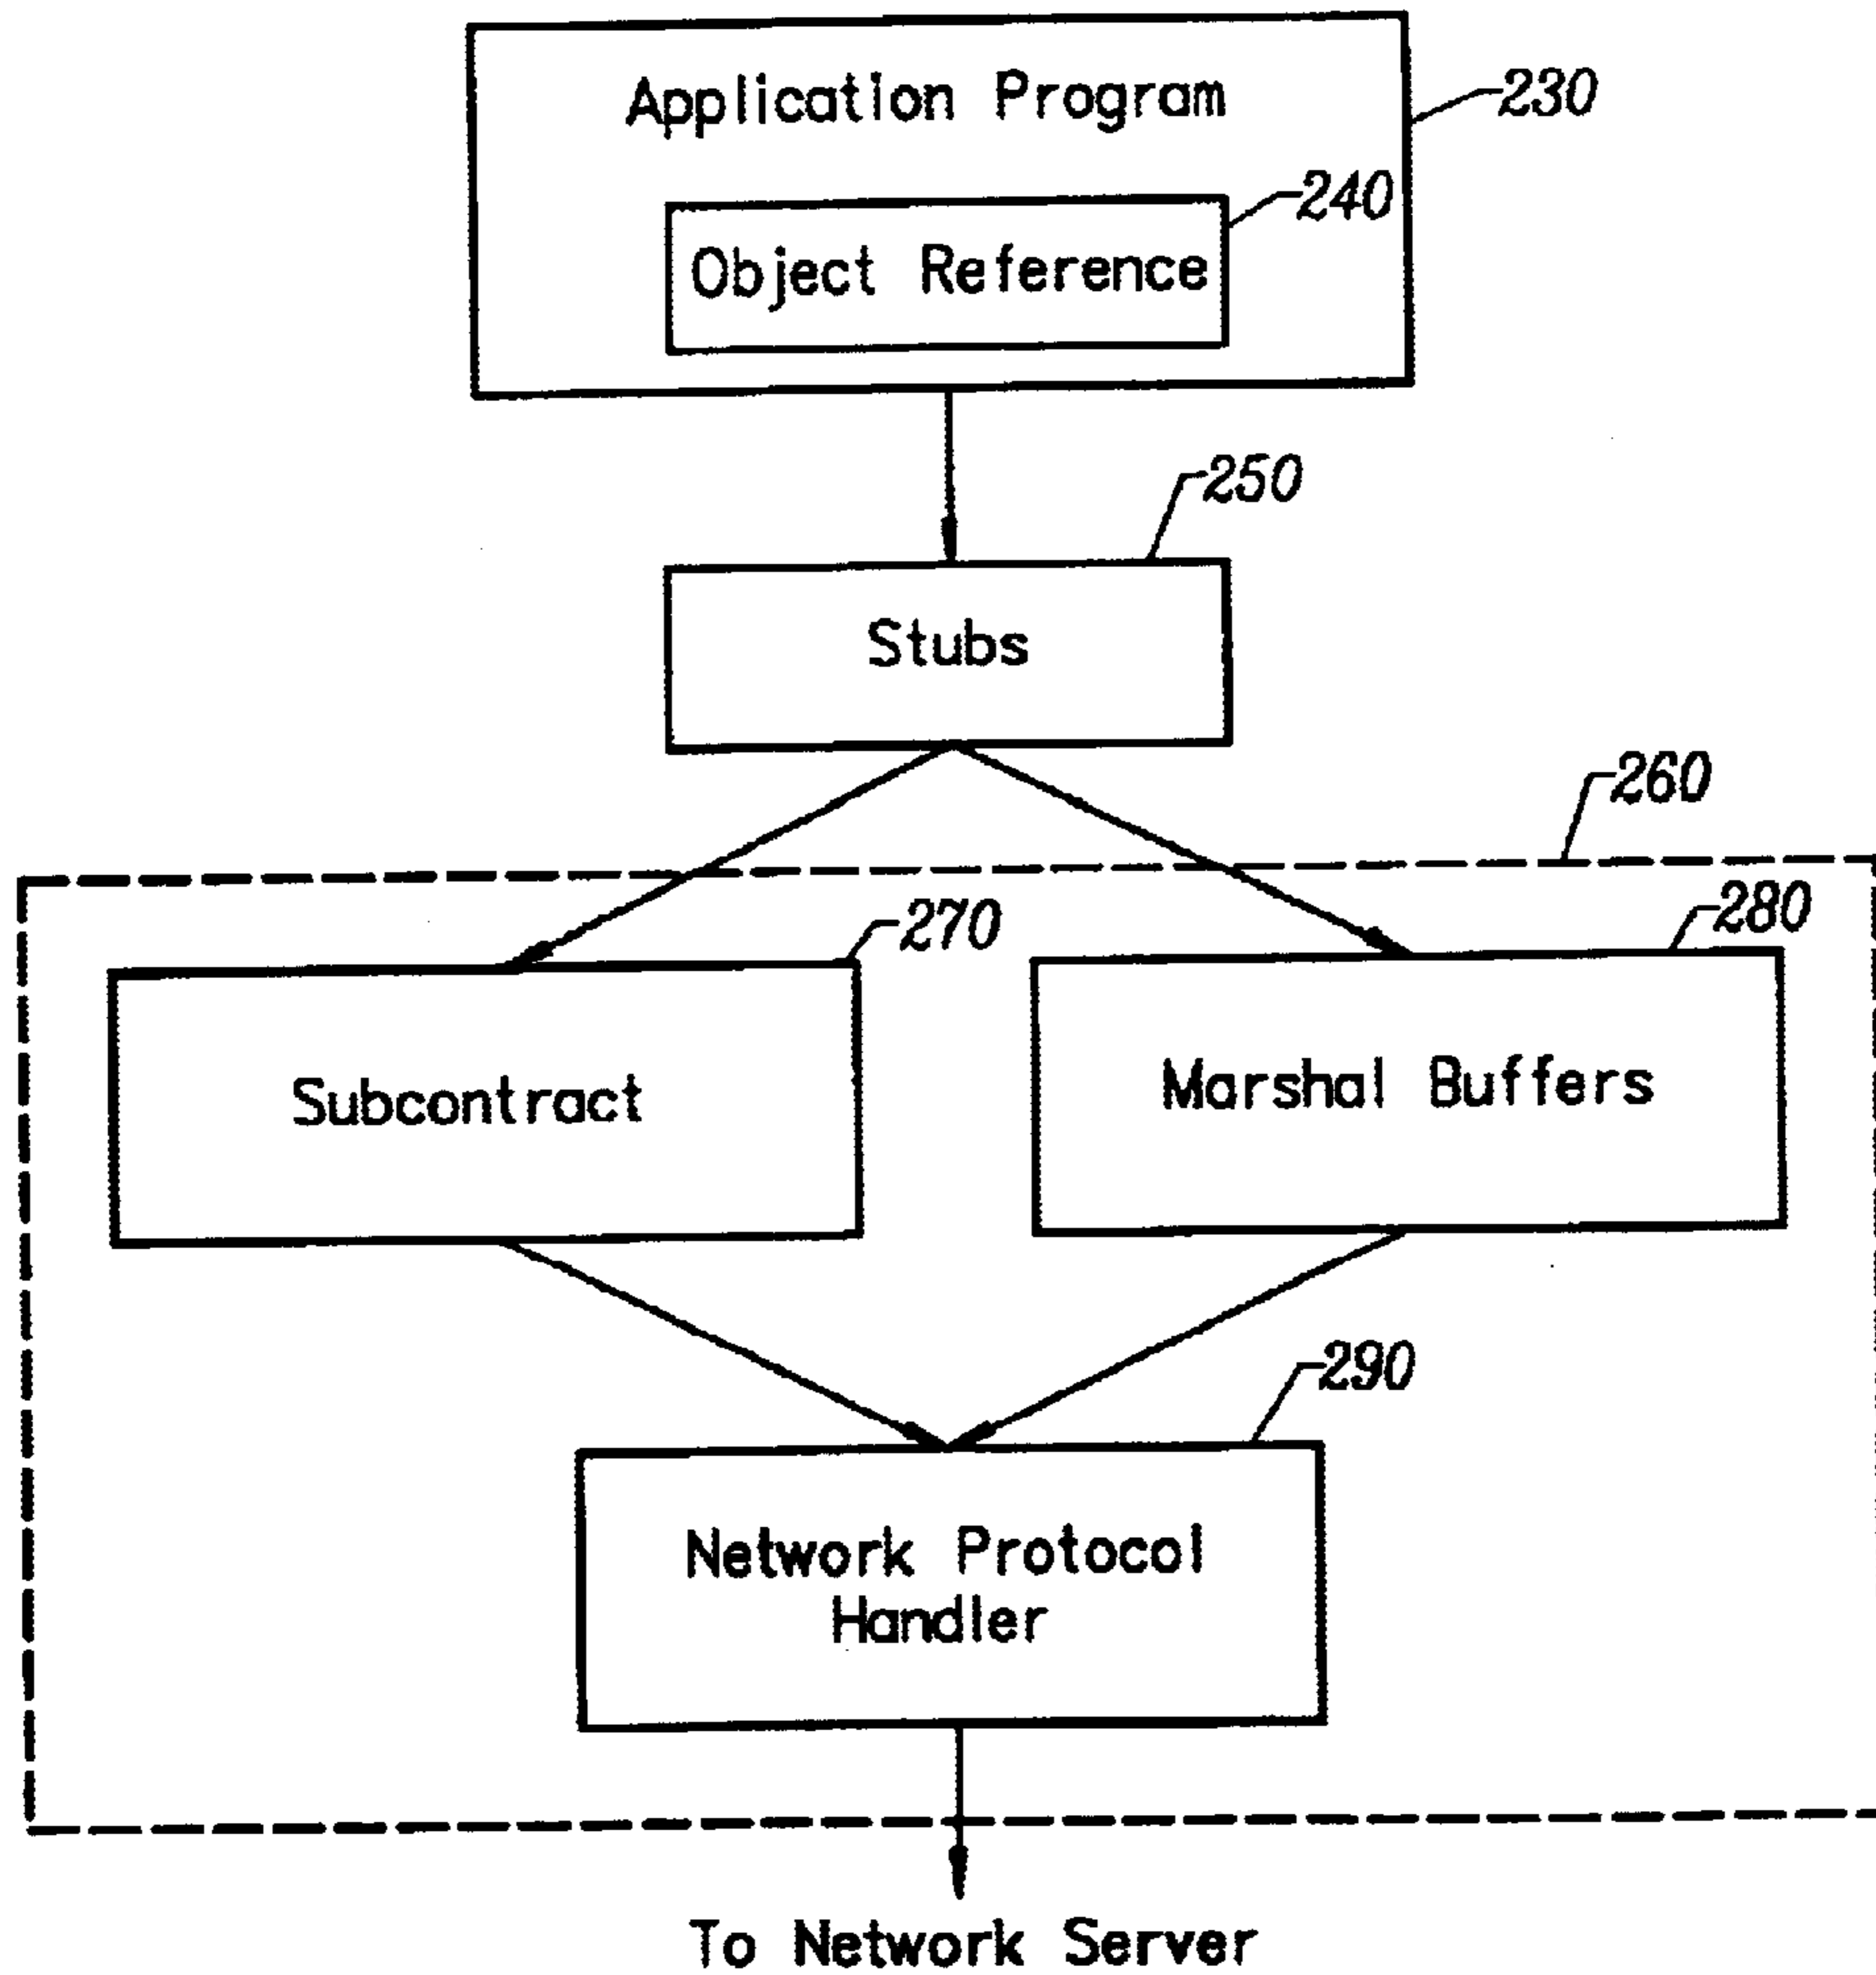 Application Program
230
240
Object Reference
250
Stubs
260
270
280
Subcontract
Marshal Buffers
290
Network Protocol
Handler
To Network Server